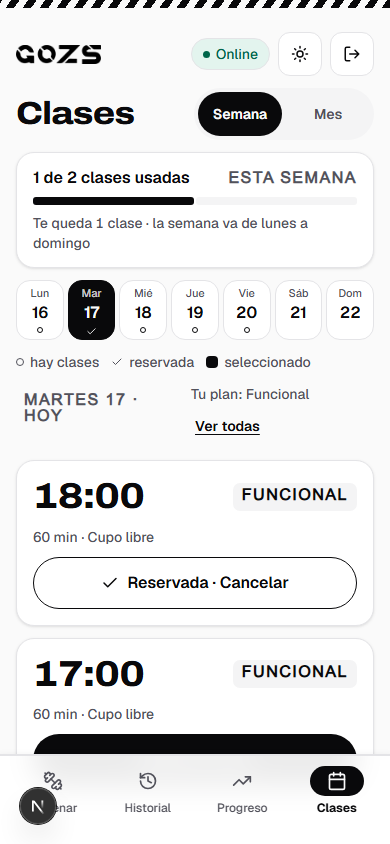 GOZS
Online
Clases
Semana
Mes
1 de 2 clases usadas
ESTA SEMANA
Te queda 1 clase · la semana va de lunes a
domingo
Lun
16
Mar
17
Mié
18
Jue
19
Vie
20
Sáb
21
Dom
22
hay clases
reservada
seleccionado
MARTES 17 ·
HOY
Tu plan: Funcional
Ver todas
18:00
FUNCIONAL
60 min · Cupo libre
Reservada · Cancelar
17:00
FUNCIONAL
60 min · Cupo libre
N
enar
Historial
Progreso
Clases